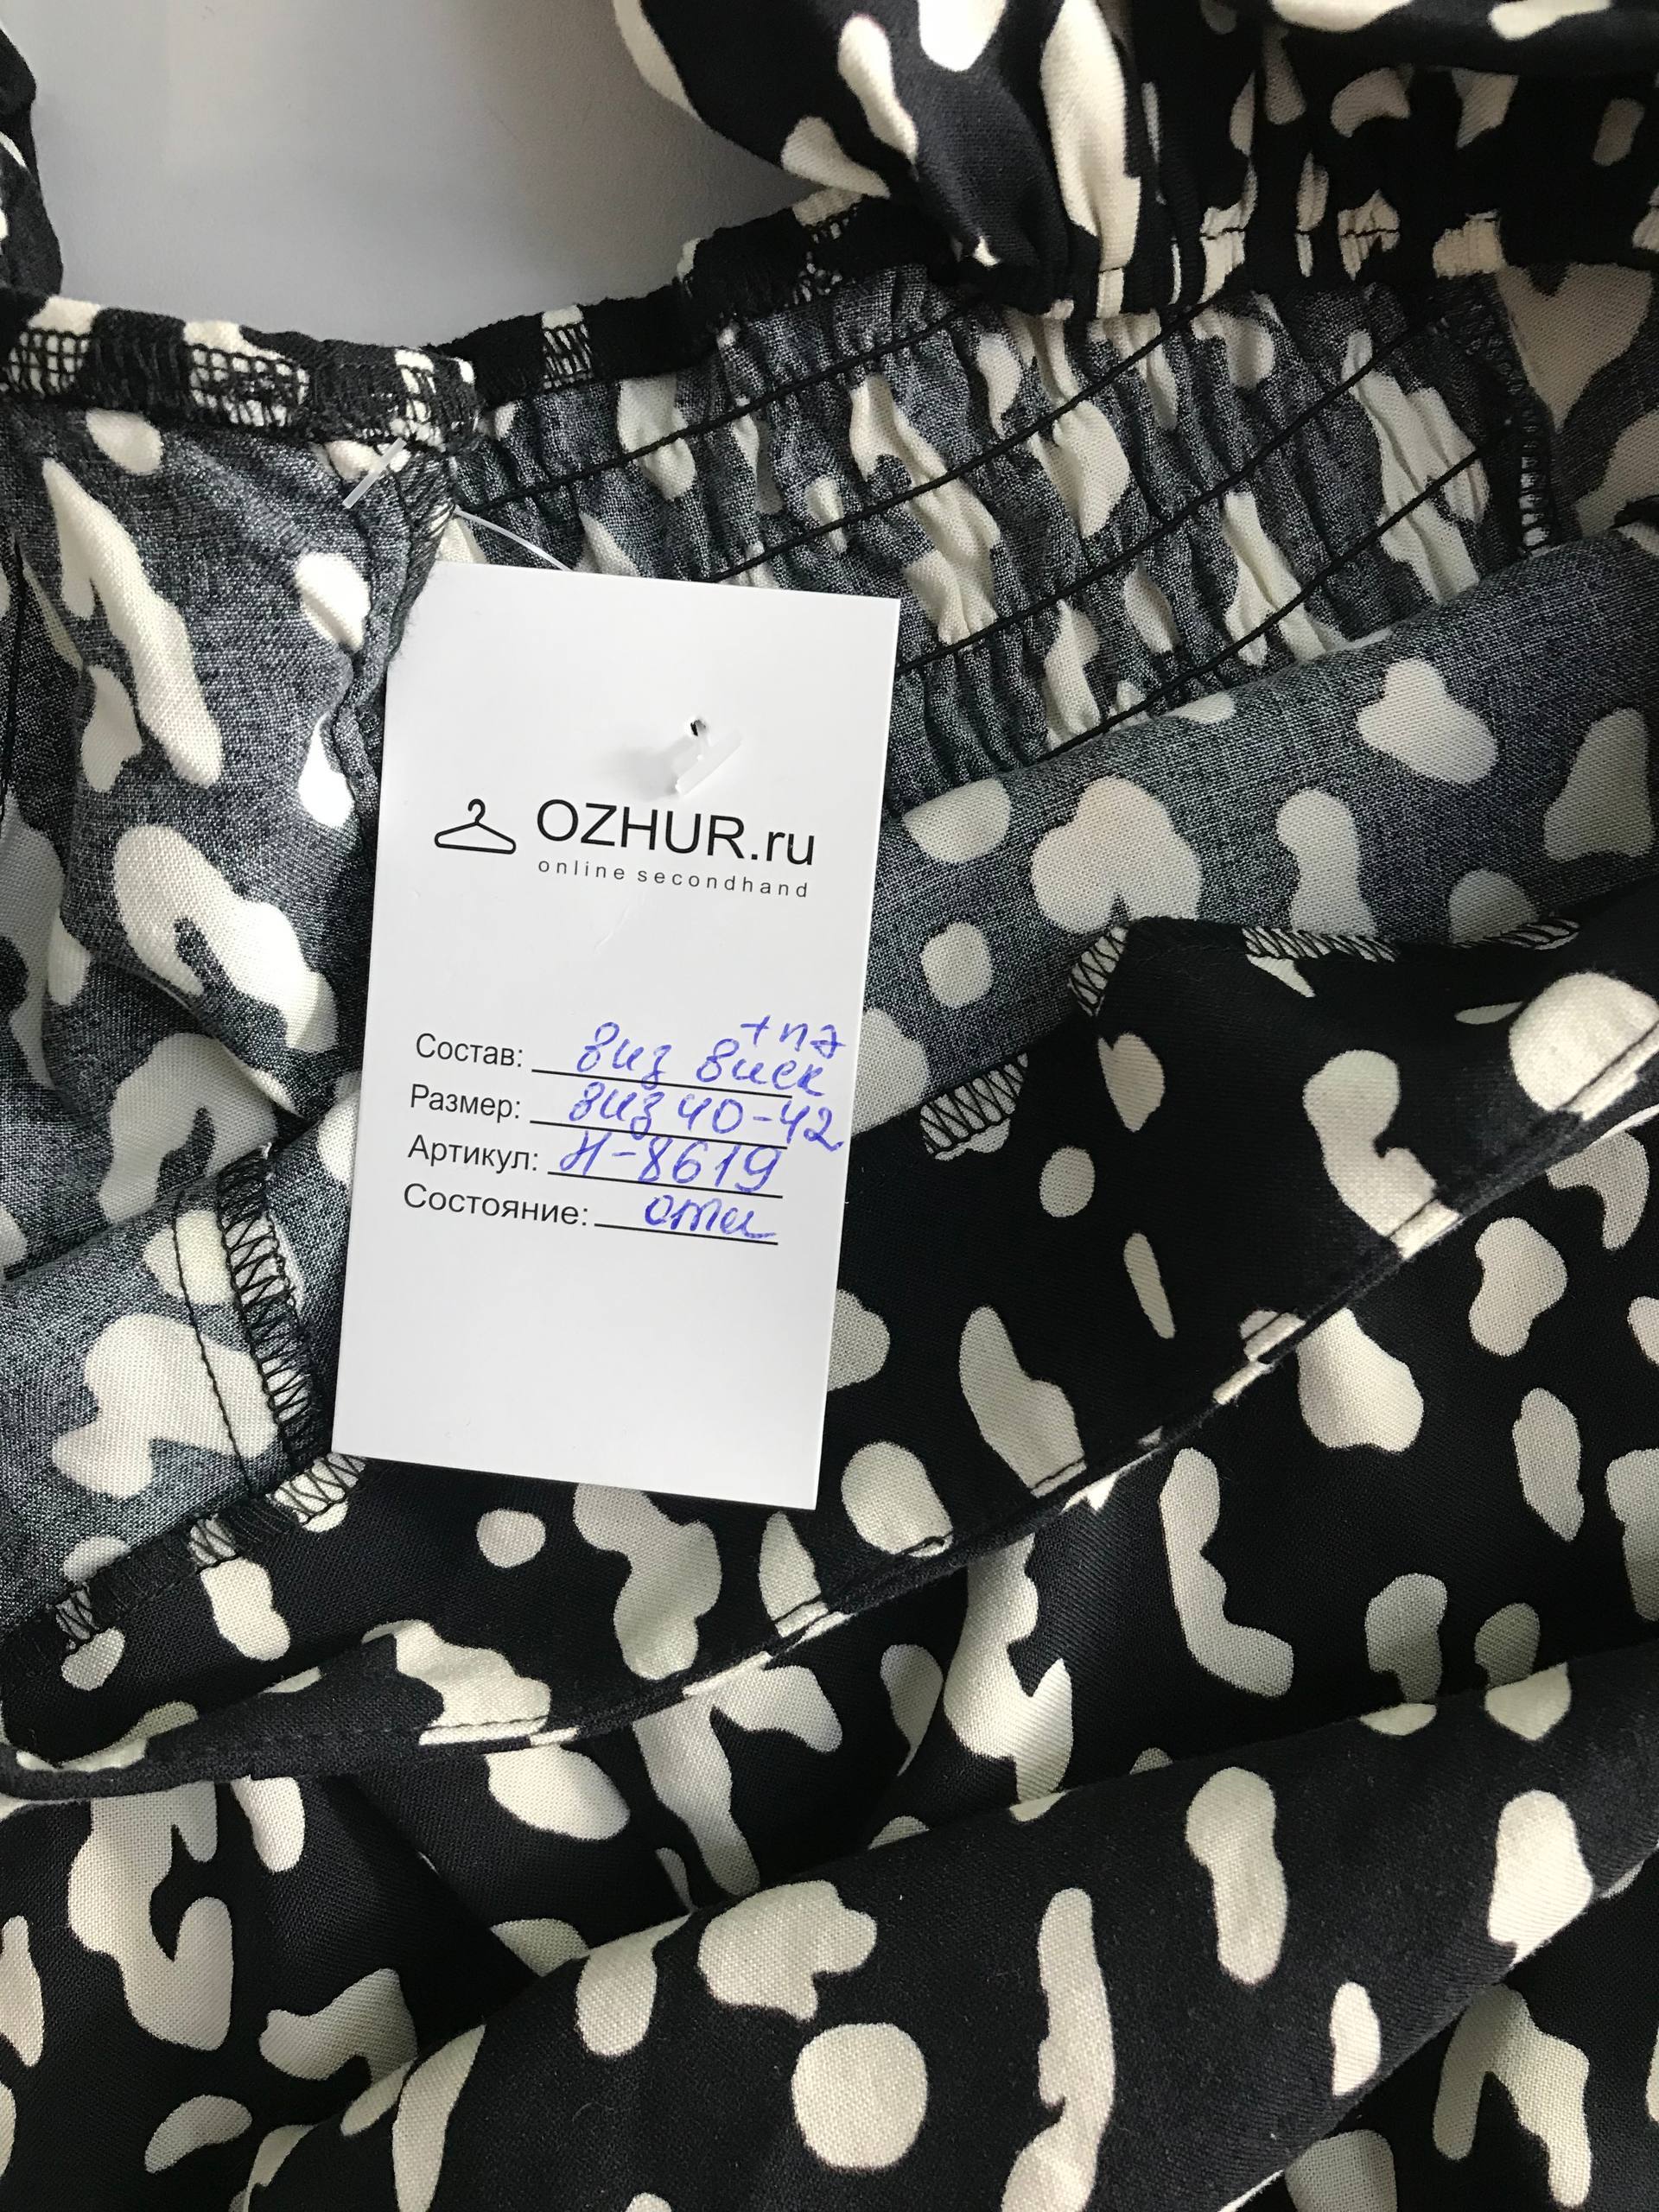 OZHUR.ru
online secondhand
+пэ
Состав: виз виск
Размер: виз 40-42
Артикул: Н-8619
Состояние: отл